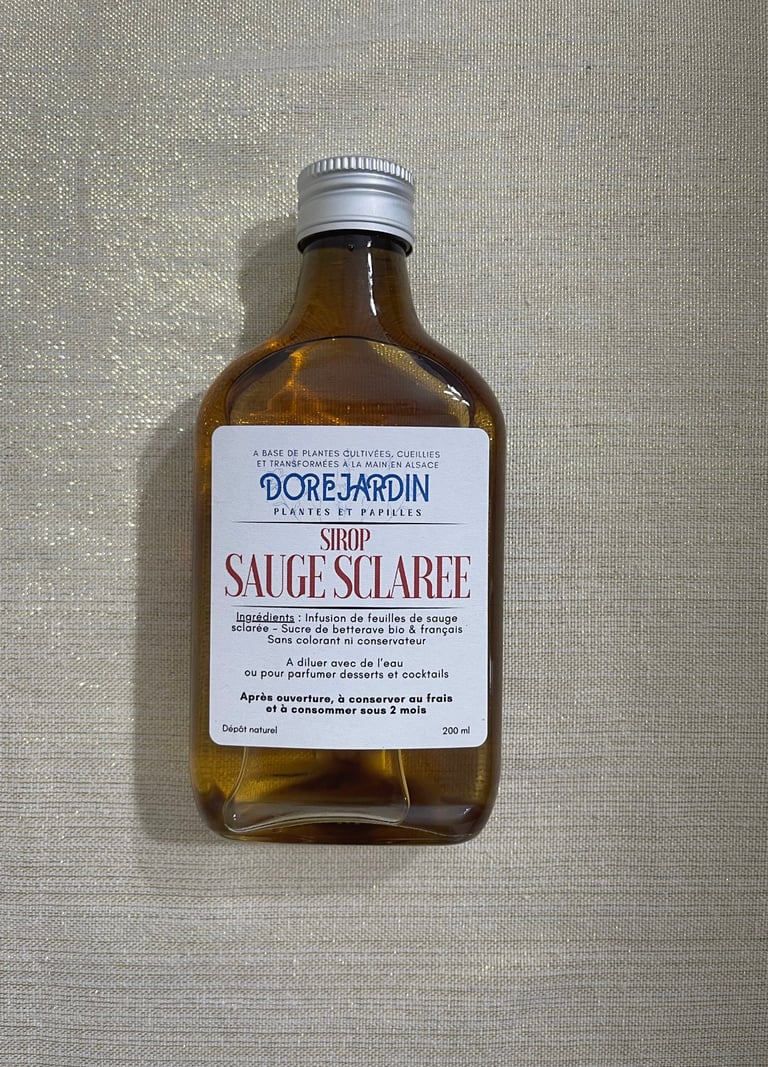 A BASE DE PLANTES CULTIVÉES, CUEILLIES
ET TRANSFORMÉES À LA MAIN EN ALSACE
DOREJARDIN
PLANTES ET PAPILLES
SIROP
SAUGE SCLAREE
Ingrédients : Infusion de feuilles de sauge
sclarée - Sucre de betterave bio & français
Sans colorant ni conservateur
A diluer avec de l'eau
ou pour parfumer desserts et cocktails
Après ouverture, à conserver au frais
et à consommer sous 2 mois
Dépôt naturel 200 ml